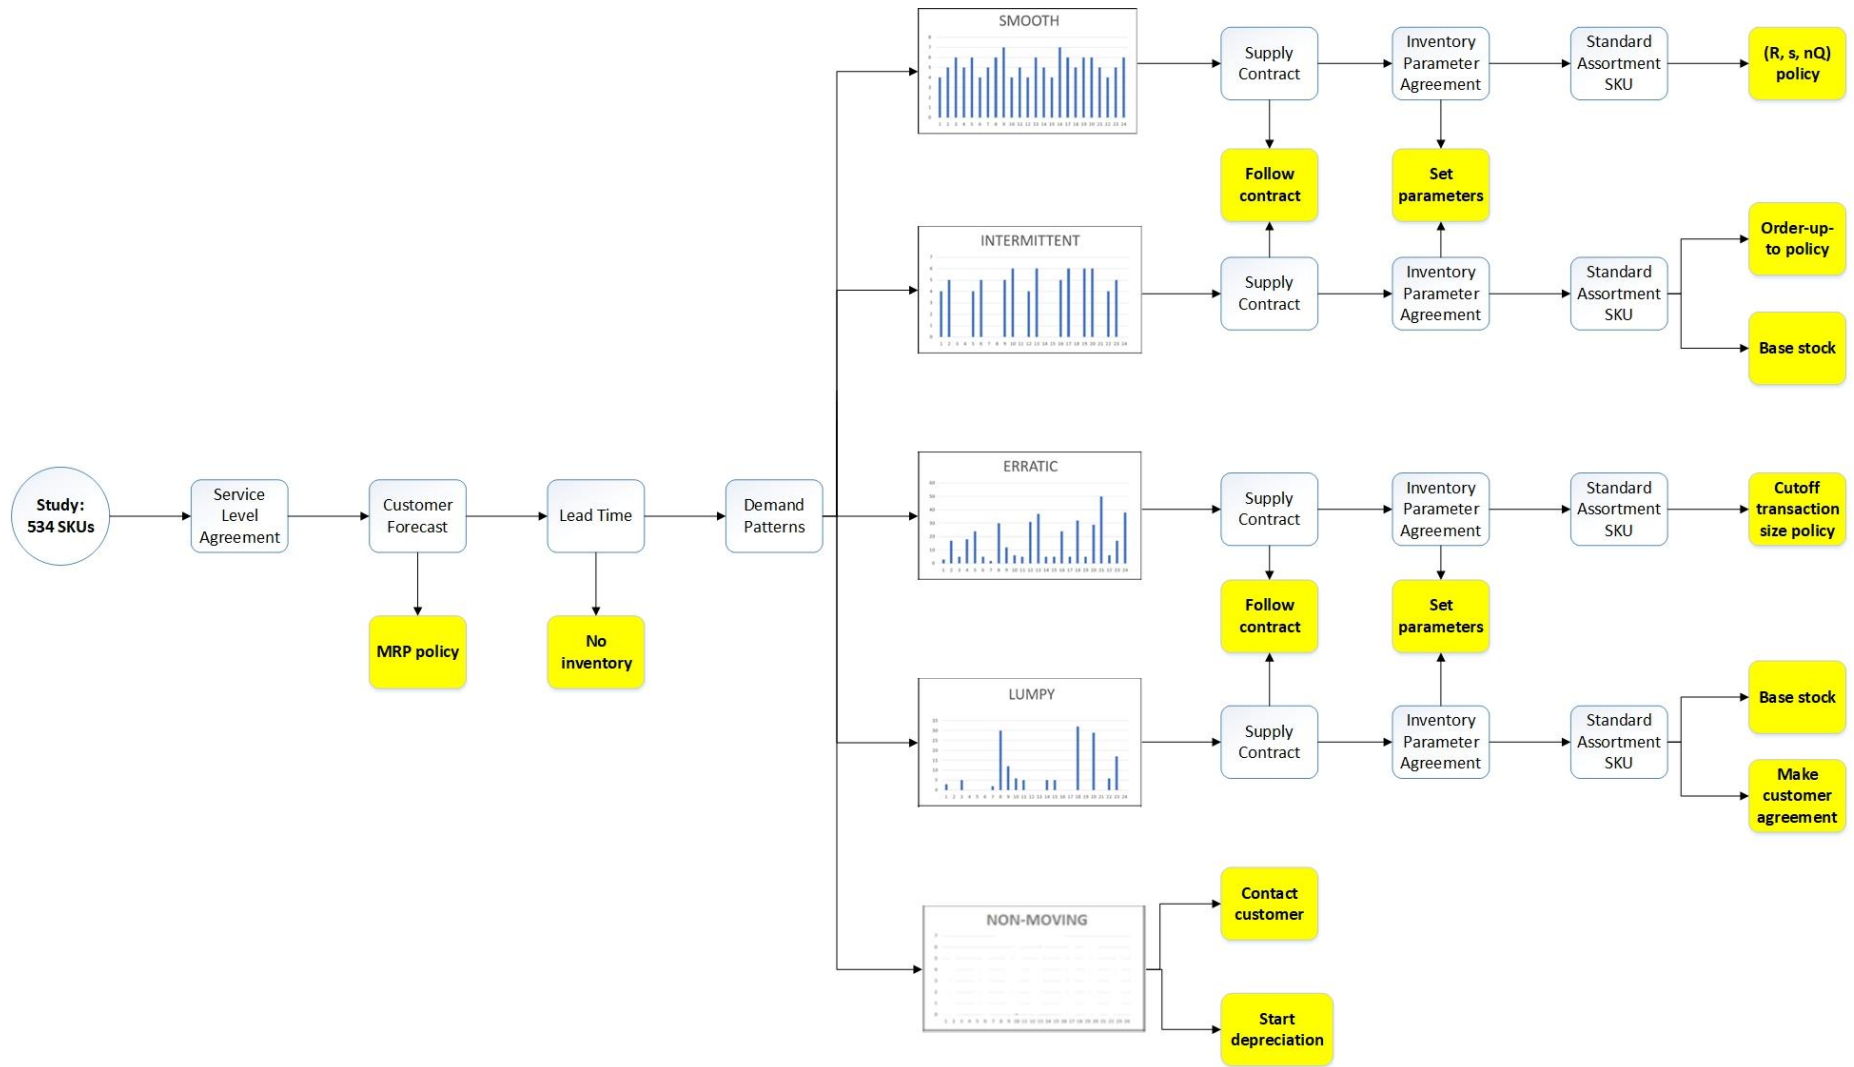 SMOOTH
Supply
Contract
Inventory
Parameter
Agreement
Standard
Assortment
SKU
(R, s, nQ)
policy
Follow
contract
Set
parameters
INTERMITTENT
Supply
Contract
Inventory
Parameter
Agreement
Standard
Assortment
SKU
Order-up-
to policy
Base stock
Study:
534 SKUs
Service
Level
Agreement
Customer
Forecast
Lead Time
Demand
Patterns
MRP policy
No
inventory
ERRATIC
Supply
Contract
Inventory
Parameter
Agreement
Standard
Assortment
SKU
Cutoff
transaction
size policy
Follow
contract
Set
parameters
LUMPY
Supply
Contract
Inventory
Parameter
Agreement
Standard
Assortment
SKU
Base stock
Make
customer
agreement
NON-MOVING
Contact
customer
Start
depreciation